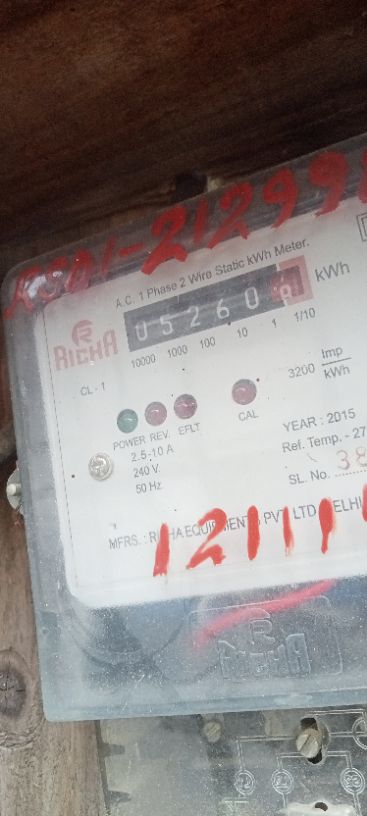 RSD1-212999
A.C. 1 Phase 2 Wire Static kWh Meter.
RICHA
05260 kWh
10000 1000 100 10 1 1/10
CL - 1
3200 Imp/kWh
POWER REV. EFLT CAL
2.5-10 A
240 V.
50 Hz
YEAR : 2015
Ref. Temp. - 27
SL. No. 38
MFRS. : RICHA EQUIPMENTS PVT LTD DELHI
12111
RICHA